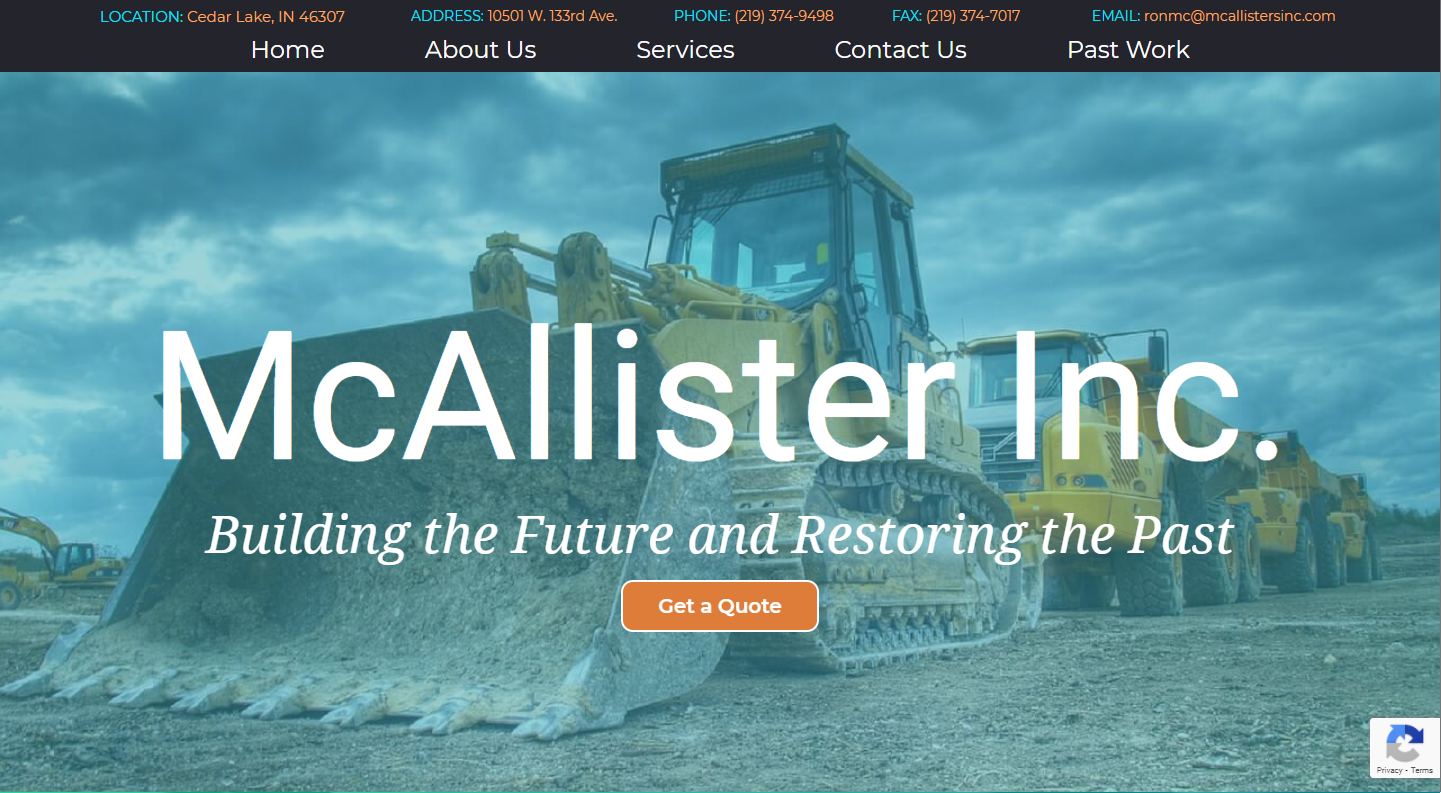 LOCATION: Cedar Lake, IN 46307 ADDRESS: 10501 W. 133rd Ave. PHONE: (219) 374-9498 FAX: (219) 374-7017 EMAIL: ronmc@mcallistersinc.com
Home About Us Services Contact Us Past Work
McAllister Inc.
Building the Future and Restoring the Past
Get a Quote
Privacy - Terms